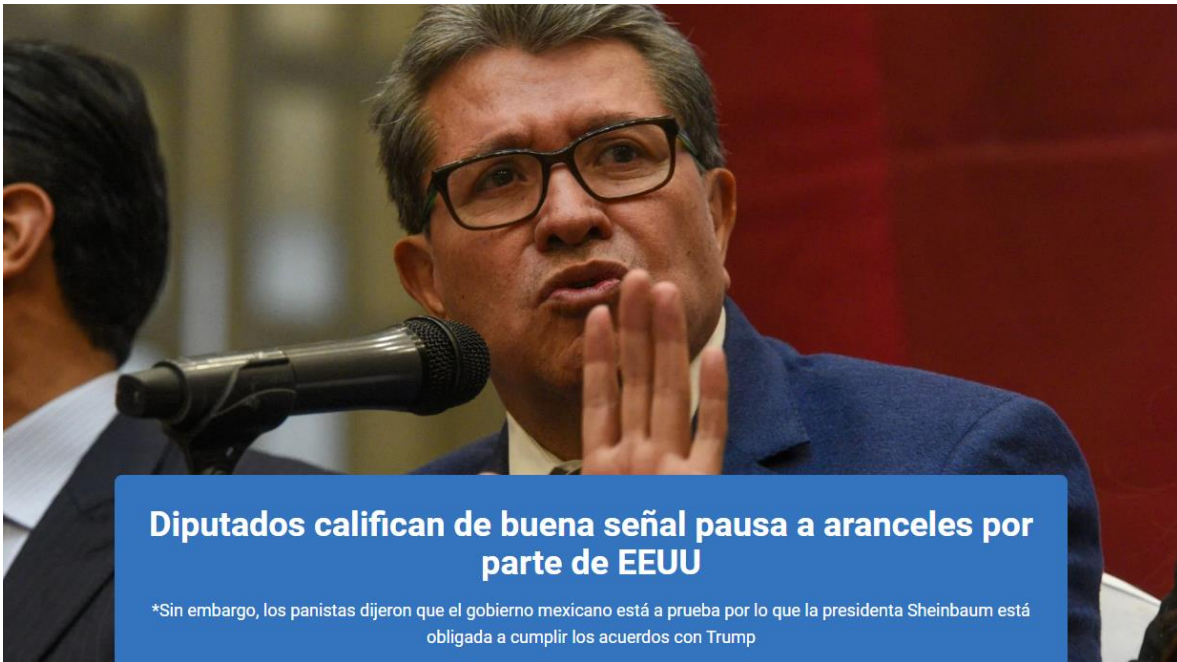 Diputados califican de buena señal pausa a aranceles por
parte de EEUU
*Sin embargo, los panistas dijeron que el gobierno mexicano está a prueba por lo que la presidenta Sheinbaum está
obligada a cumplir los acuerdos con Trump